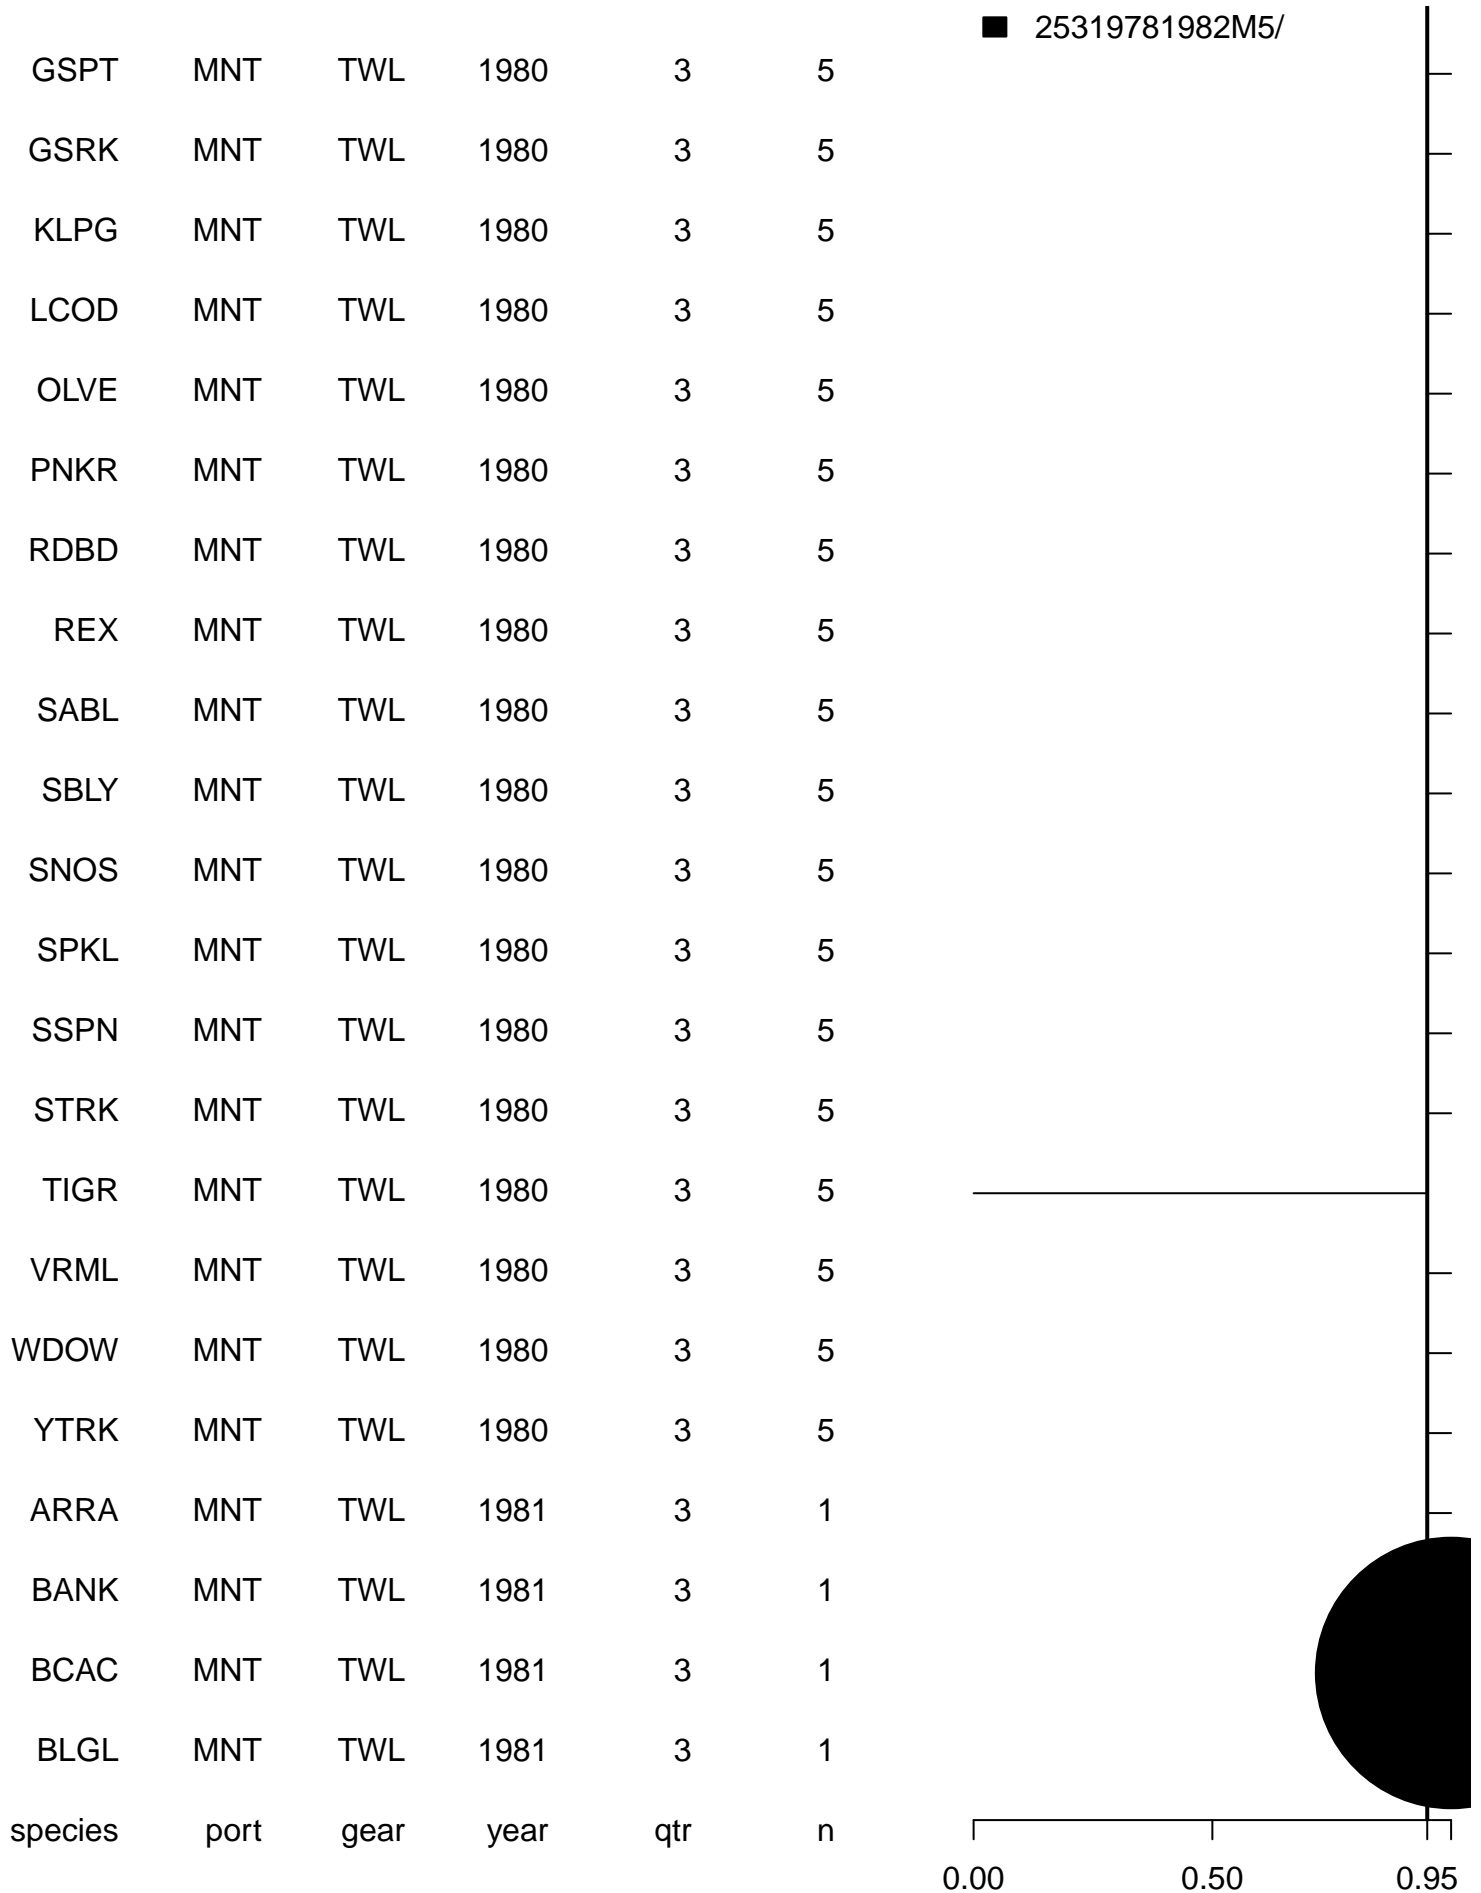 25319781982M5/
GSPT MNT TWL 1980 3 5
GSRK MNT TWL 1980 3 5
KLPG MNT TWL 1980 3 5
LCOD MNT TWL 1980 3 5
OLVE MNT TWL 1980 3 5
PNKR MNT TWL 1980 3 5
RDBD MNT TWL 1980 3 5
REX MNT TWL 1980 3 5
SABL MNT TWL 1980 3 5
SBLY MNT TWL 1980 3 5
SNOS MNT TWL 1980 3 5
SPKL MNT TWL 1980 3 5
SSPN MNT TWL 1980 3 5
STRK MNT TWL 1980 3 5
TIGR MNT TWL 1980 3 5
VRML MNT TWL 1980 3 5
WDOW MNT TWL 1980 3 5
YTRK MNT TWL 1980 3 5
ARRA MNT TWL 1981 3 1
BANK MNT TWL 1981 3 1
BCAC MNT TWL 1981 3 1
BLGL MNT TWL 1981 3 1
species port gear year qtr n
0.00 0.50 0.95